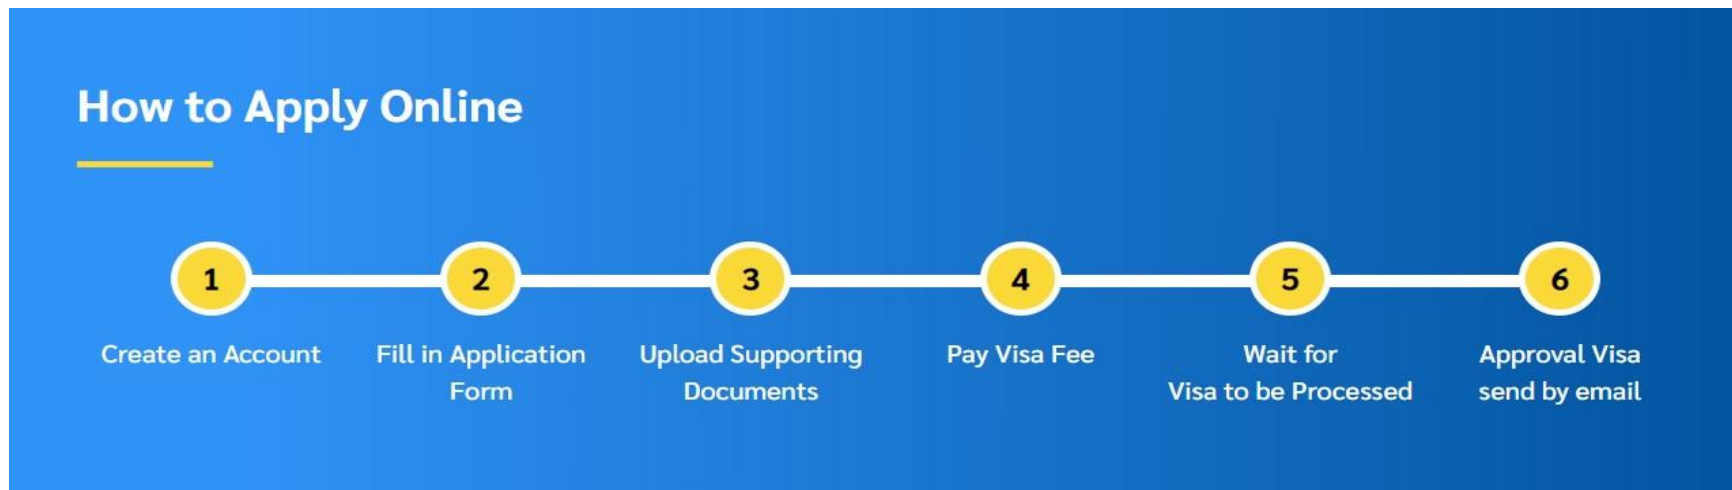 How to Apply Online
1
2
3
4
5
6
Create an Account
Fill in Application
Form
Upload Supporting
Documents
Pay Visa Fee
Wait for
Visa to be Processed
Approval Visa
send by email